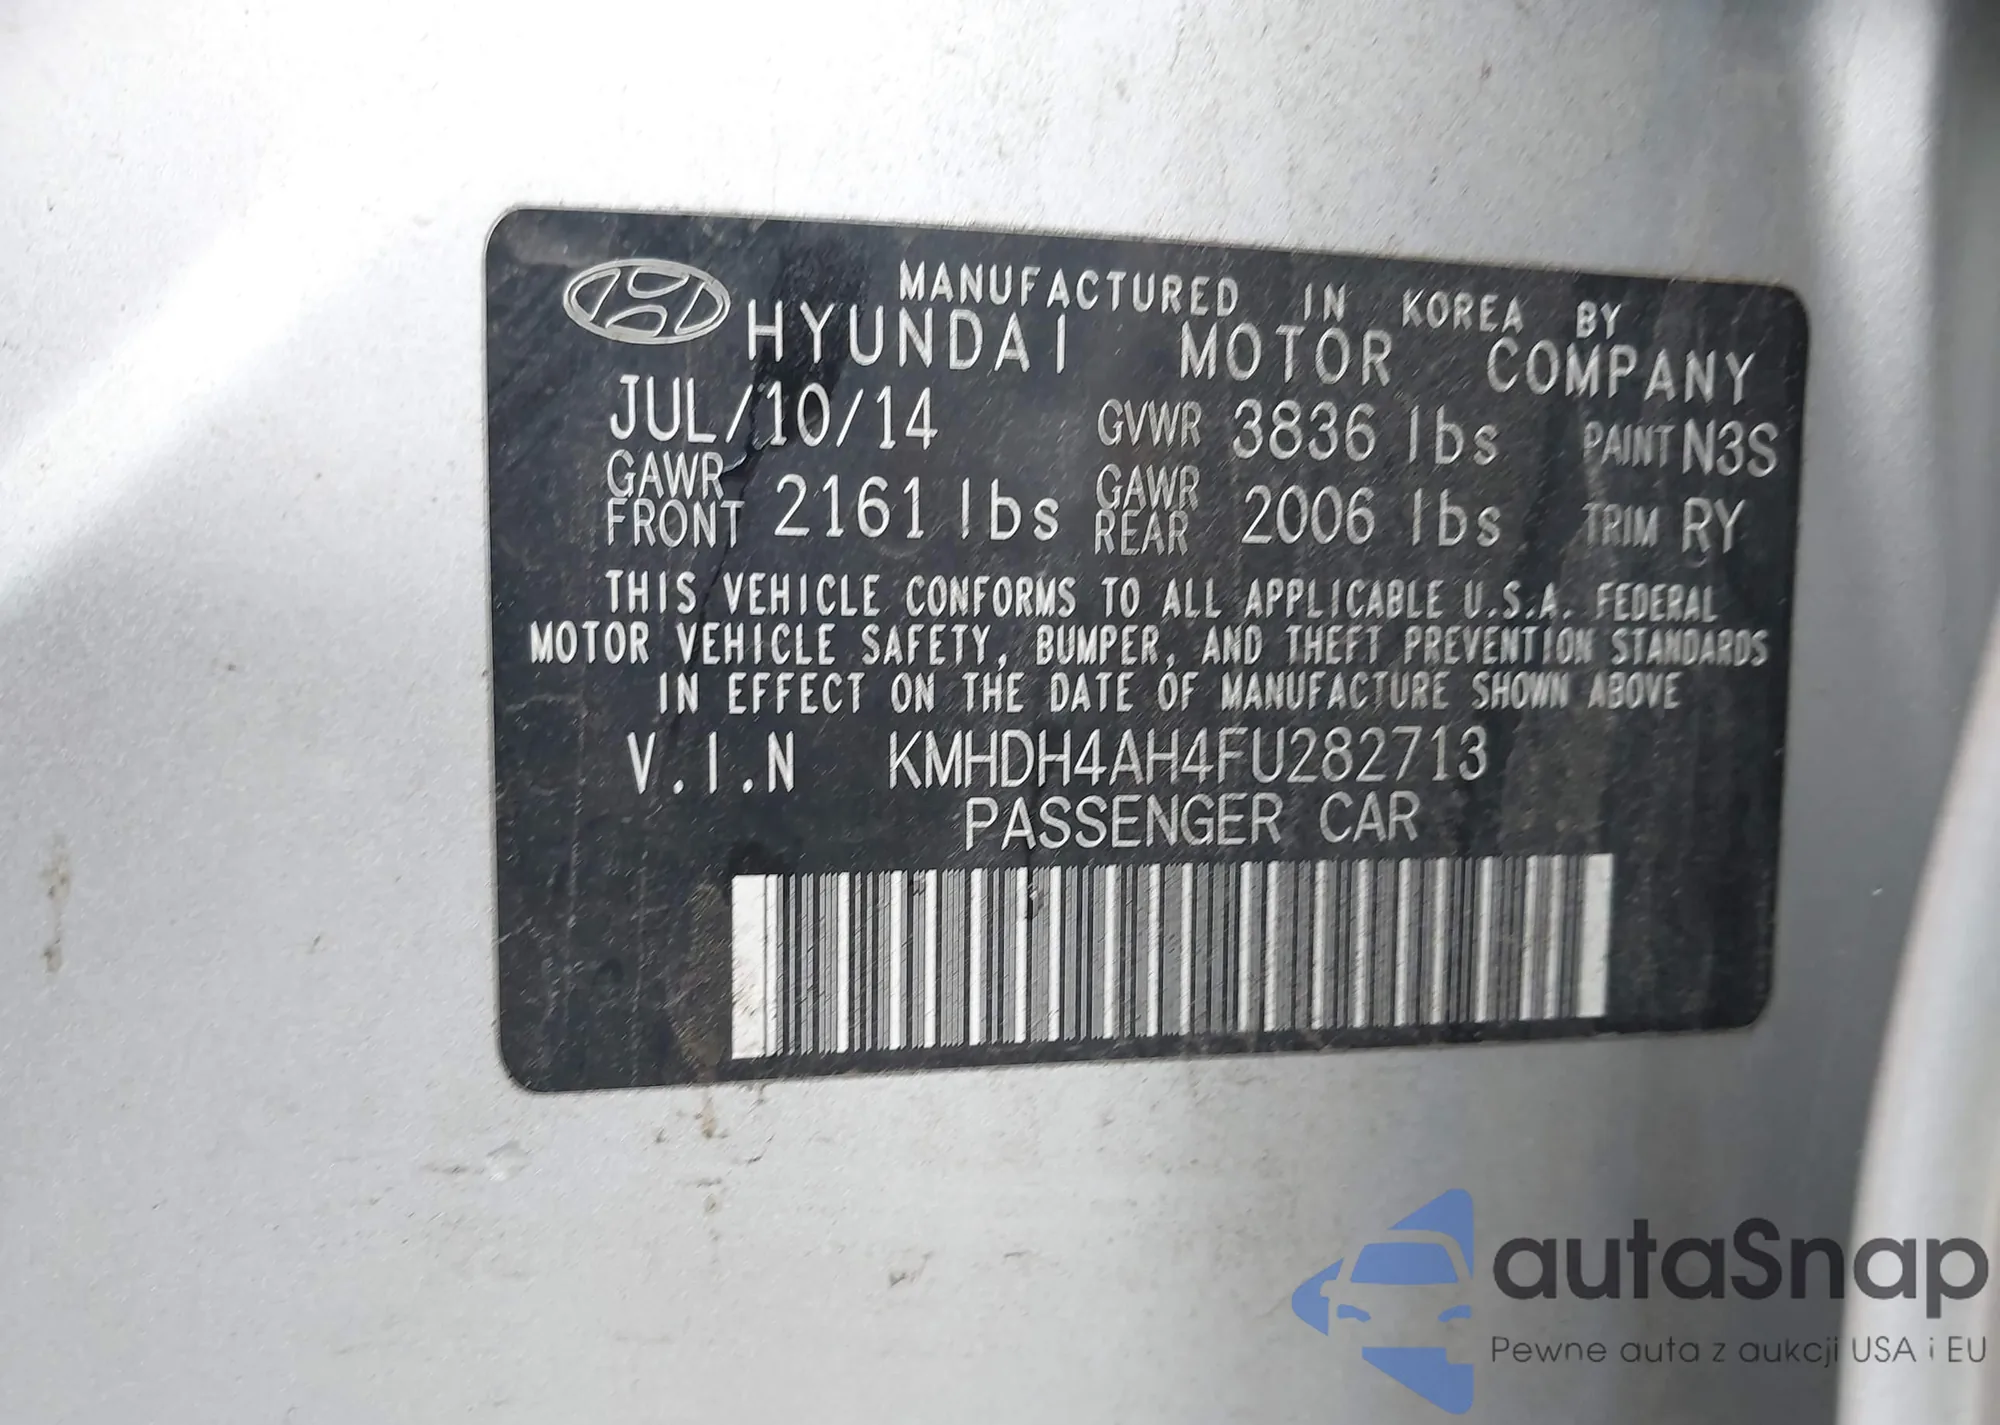 MANUFACTURED IN KOREA BY
HYUNDAI MOTOR COMPANY
JUL/10/14 GVWR 3836 lbs PAINT N3S
GAWR FRONT 2161 lbs GAWR REAR 2006 lbs TRIM RY
THIS VEHICLE CONFORMS TO ALL APPLICABLE U.S.A. FEDERAL
MOTOR VEHICLE SAFETY, BUMPER, AND THEFT PREVENTION STANDARDS
IN EFFECT ON THE DATE OF MANUFACTURE SHOWN ABOVE
V.I.N KMHDH4AH4FU282713
PASSENGER CAR
autaSnap
Pewne auta z aukcji USA i EU